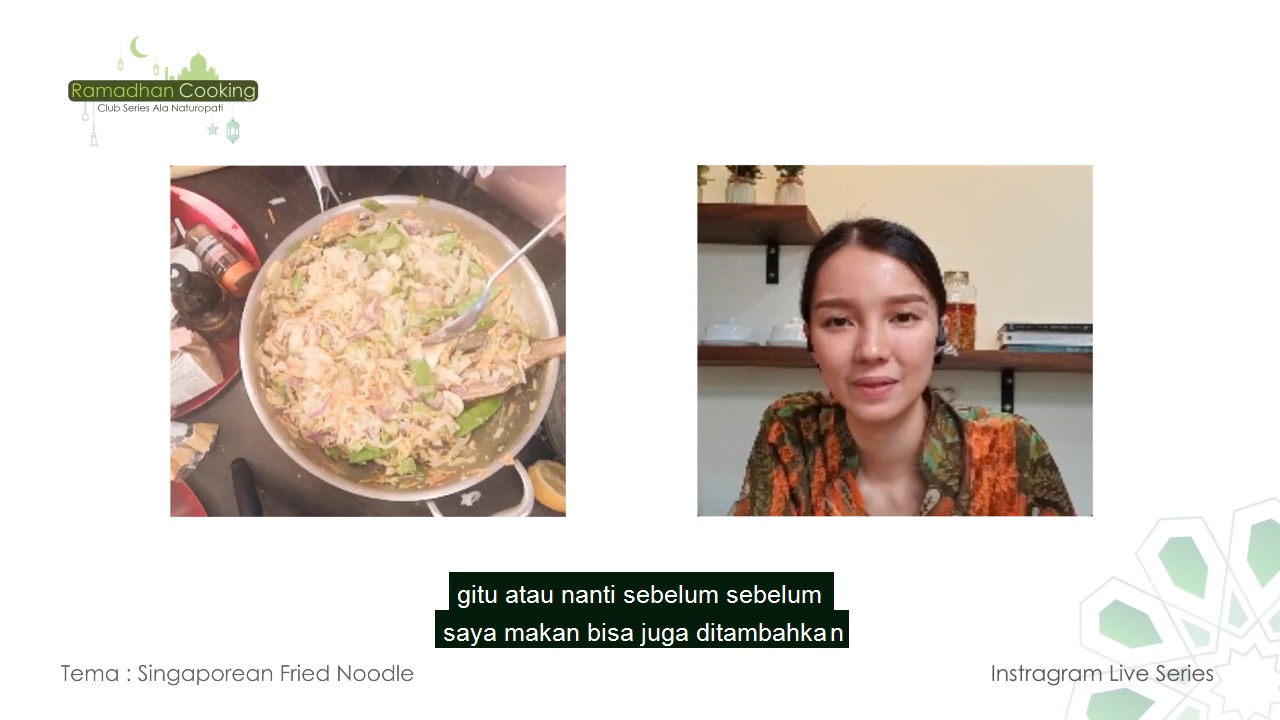 Ramadhan Cooking
Club Series Ala Naturopati
gitu atau nanti sebelum sebelum
saya makan bisa juga ditambahkan
Tema : Singaporean Fried Noodle
Instragram Live Series